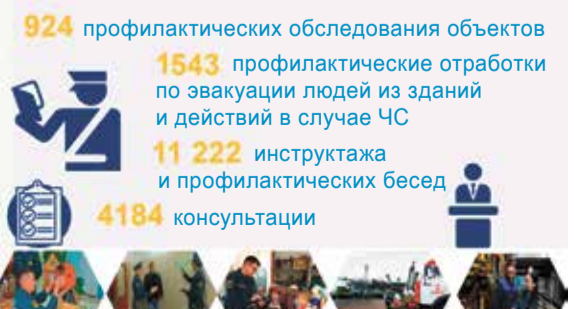 924 профилактических обследования объектов
1543 профилактические отработки
по эвакуации людей из зданий
и действий в случае ЧС
11 222 инструктажа
и профилактических бесед
4184 консультации